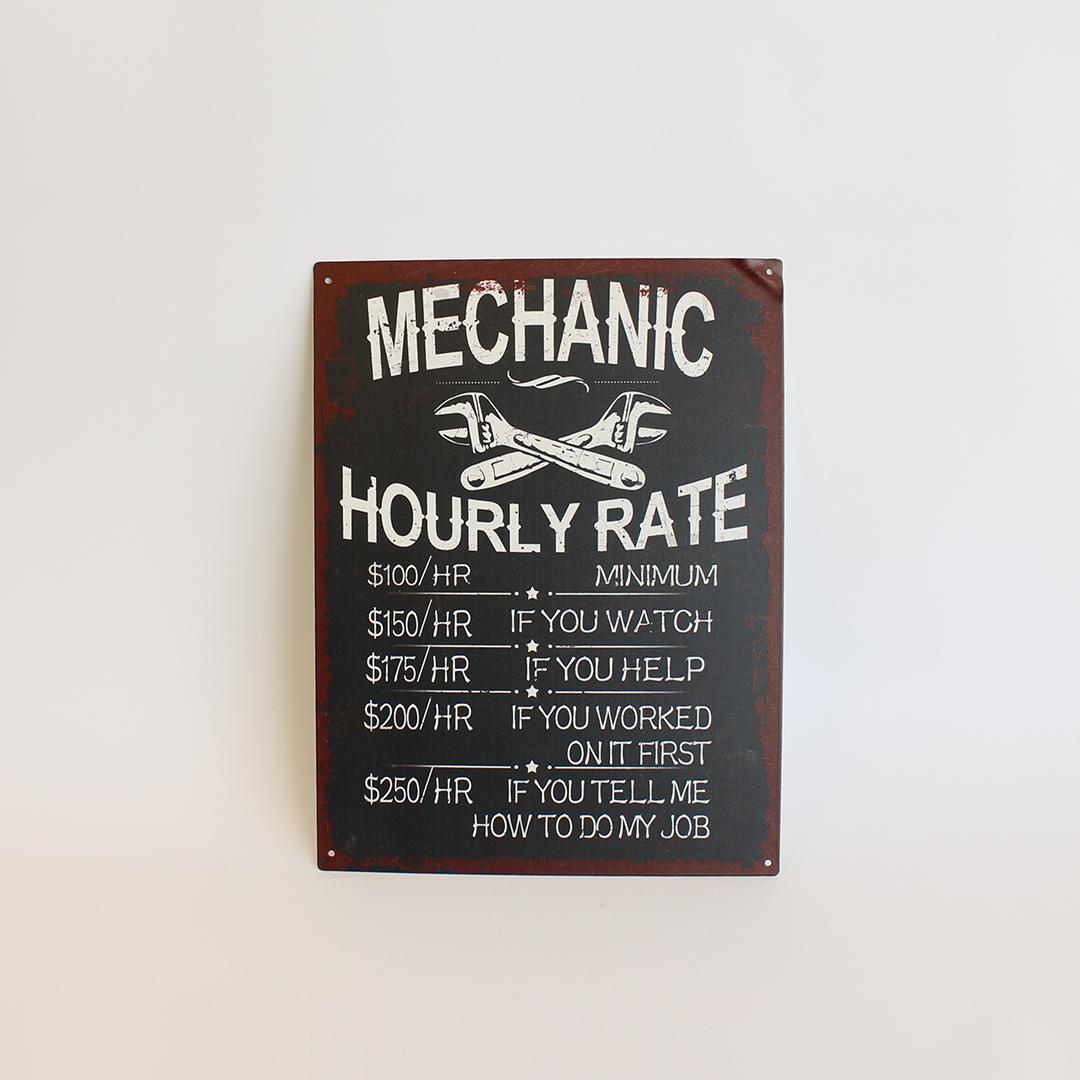 MECHANIC
HOURLY RATE
$100/HR MINIMUM
$150/HR IF YOU WATCH
$175/HR IF YOU HELP
$200/HR IF YOU WORKED
ON IT FIRST
$250/HR IF YOU TELL ME
HOW TO DO MY JOB